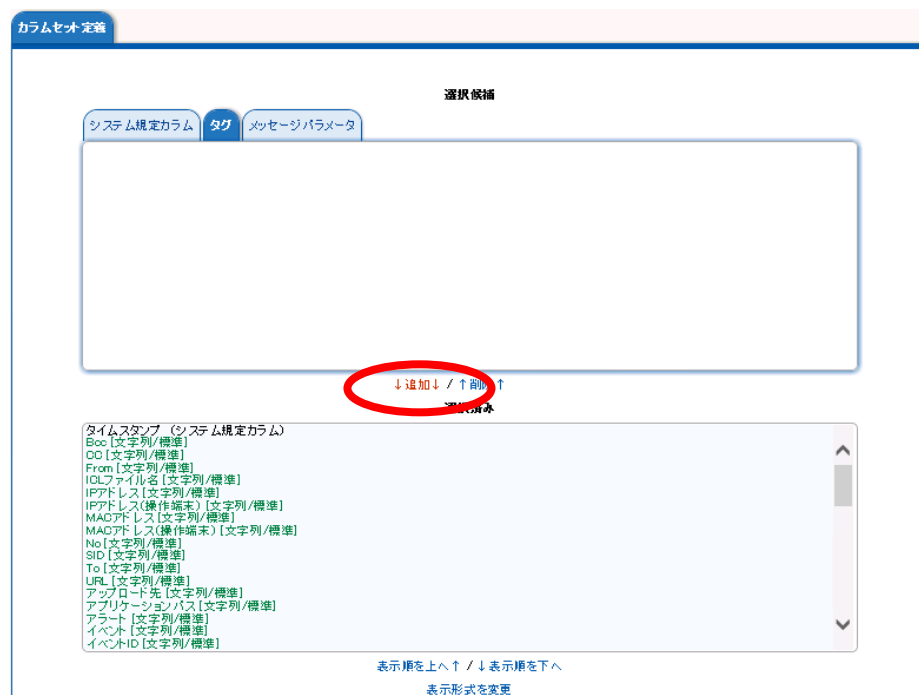 カラムセット定義
選択候補
システム規定カラム タグ メッセージパラメータ
↓追加↓ / ↑削除↑
選択済み
タイムスタンプ (システム規定カラム)
Bcc [文字列/標準]
CC [文字列/標準]
From [文字列/標準]
ICLファイル名 [文字列/標準]
IPアドレス [文字列/標準]
IPアドレス(操作端末) [文字列/標準]
MACアドレス [文字列/標準]
MACアドレス(操作端末) [文字列/標準]
No [文字列/標準]
SID [文字列/標準]
To [文字列/標準]
URL [文字列/標準]
アップロード先 [文字列/標準]
アプリケーションパス [文字列/標準]
アラート [文字列/標準]
イベント [文字列/標準]
イベントID [文字列/標準]
表示順を上へ↑ / ↓表示順を下へ
表示形式を変更